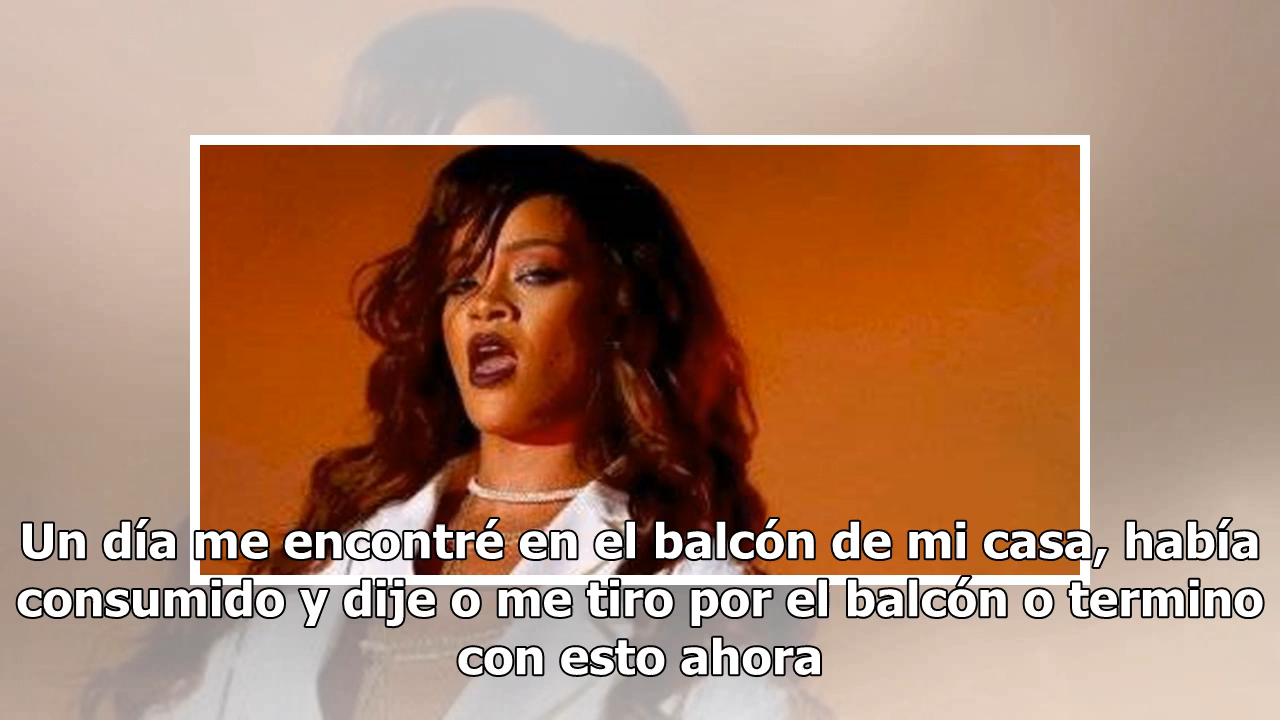 Un día me encontré en el balcón de mi casa, había
consumido y dije o me tiro por el balcón o termino
con esto ahora